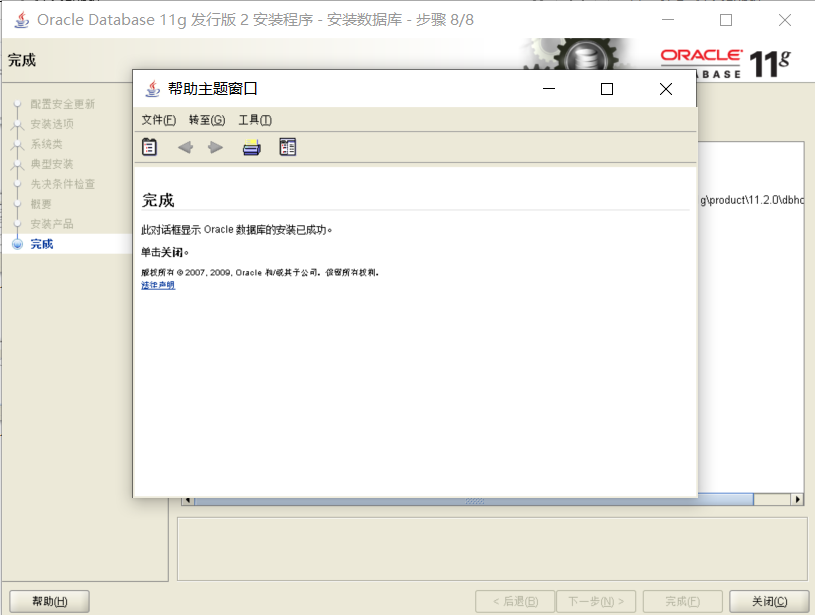 Oracle Database 11g 发行版 2 安装程序 - 安装数据库 - 步骤 8/8
完成
ORACLE
ABASE 11g
配置安全更新
安装选项
系统类
典型安装
先决条件检查
概要
安装产品
完成
帮助主题窗口
文件(F) 转至(G) 工具(T)
完成
此对话框显示 Oracle 数据库的安装已成功。
单击关闭。
版权所有 © 2007, 2009, Oracle 和/或其子公司。保留所有权利。
法律声明
g\product\11.2.0\dbho
帮助(H)
< 后退(B) 下一步(N) > 完成(F) 关闭(C)